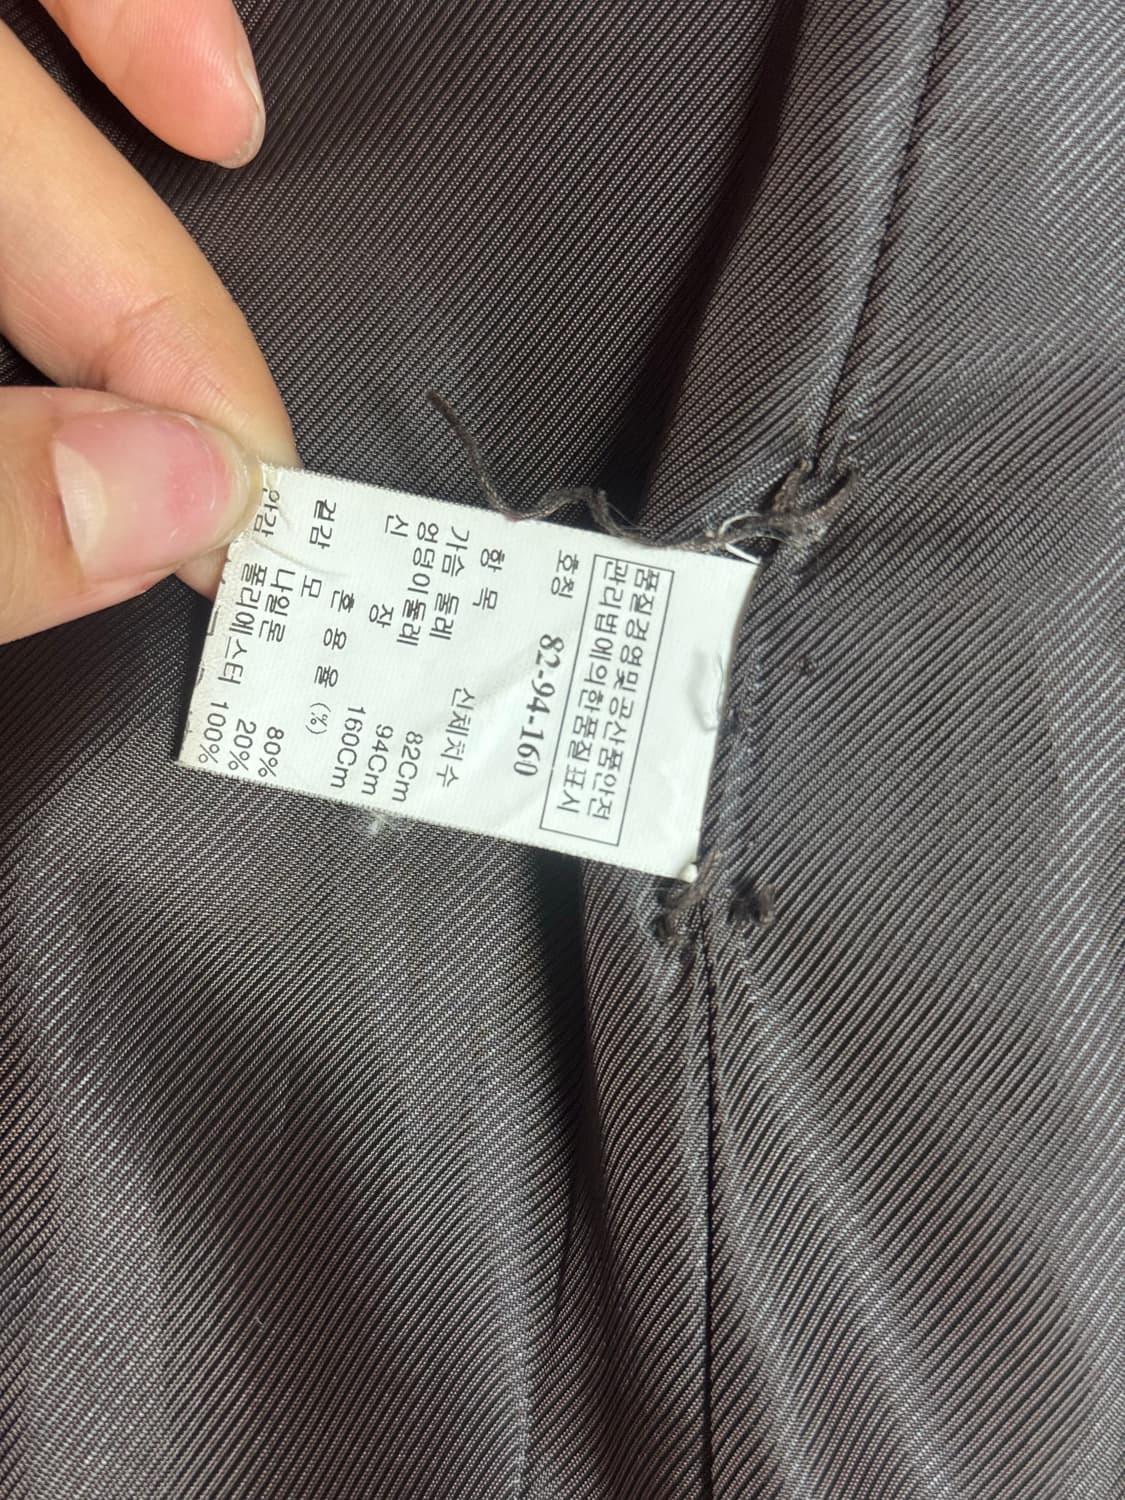 품질경영및공산품안전
관리법에의한품질표시
호칭 82-94-160
항 목 신체치수
가슴 둘레 82Cm
엉덩이둘레 94Cm
신 장 160Cm
혼 용 율 (%)
겉감 모 80%
나일론 20%
안감 폴리에스터 100%